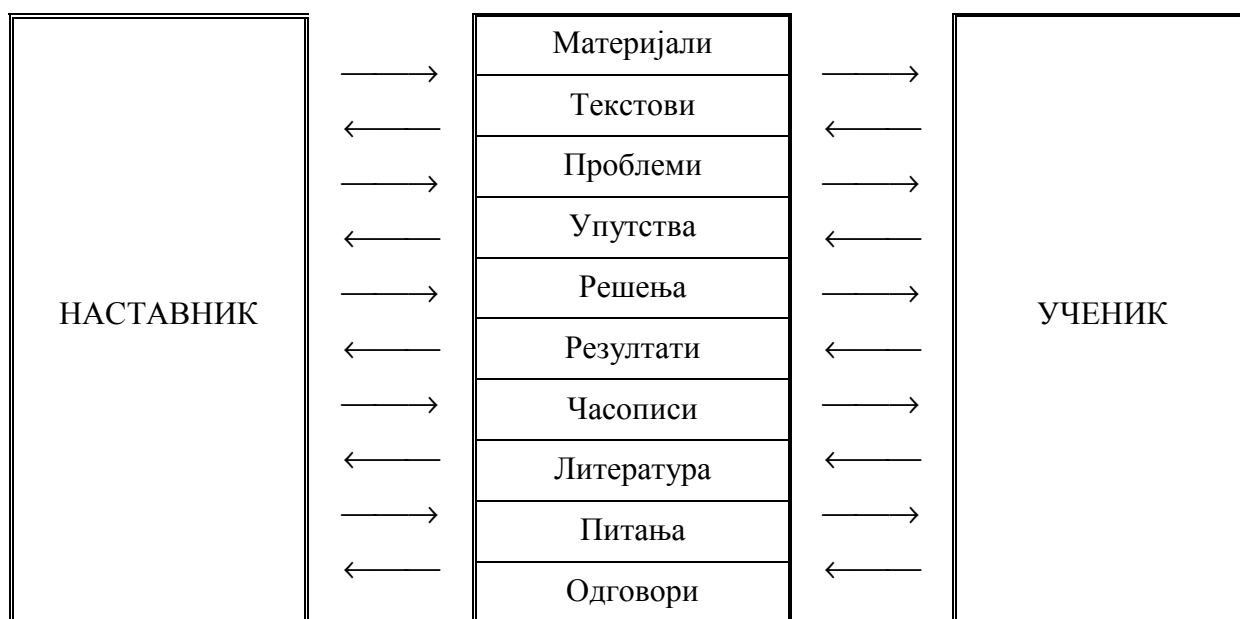 Материјали
Текстови
Проблеми
Упутства
Решења
НАСТАВНИК
УЧЕНИК
Резултати
Часописи
Литература
Питања
Одговори